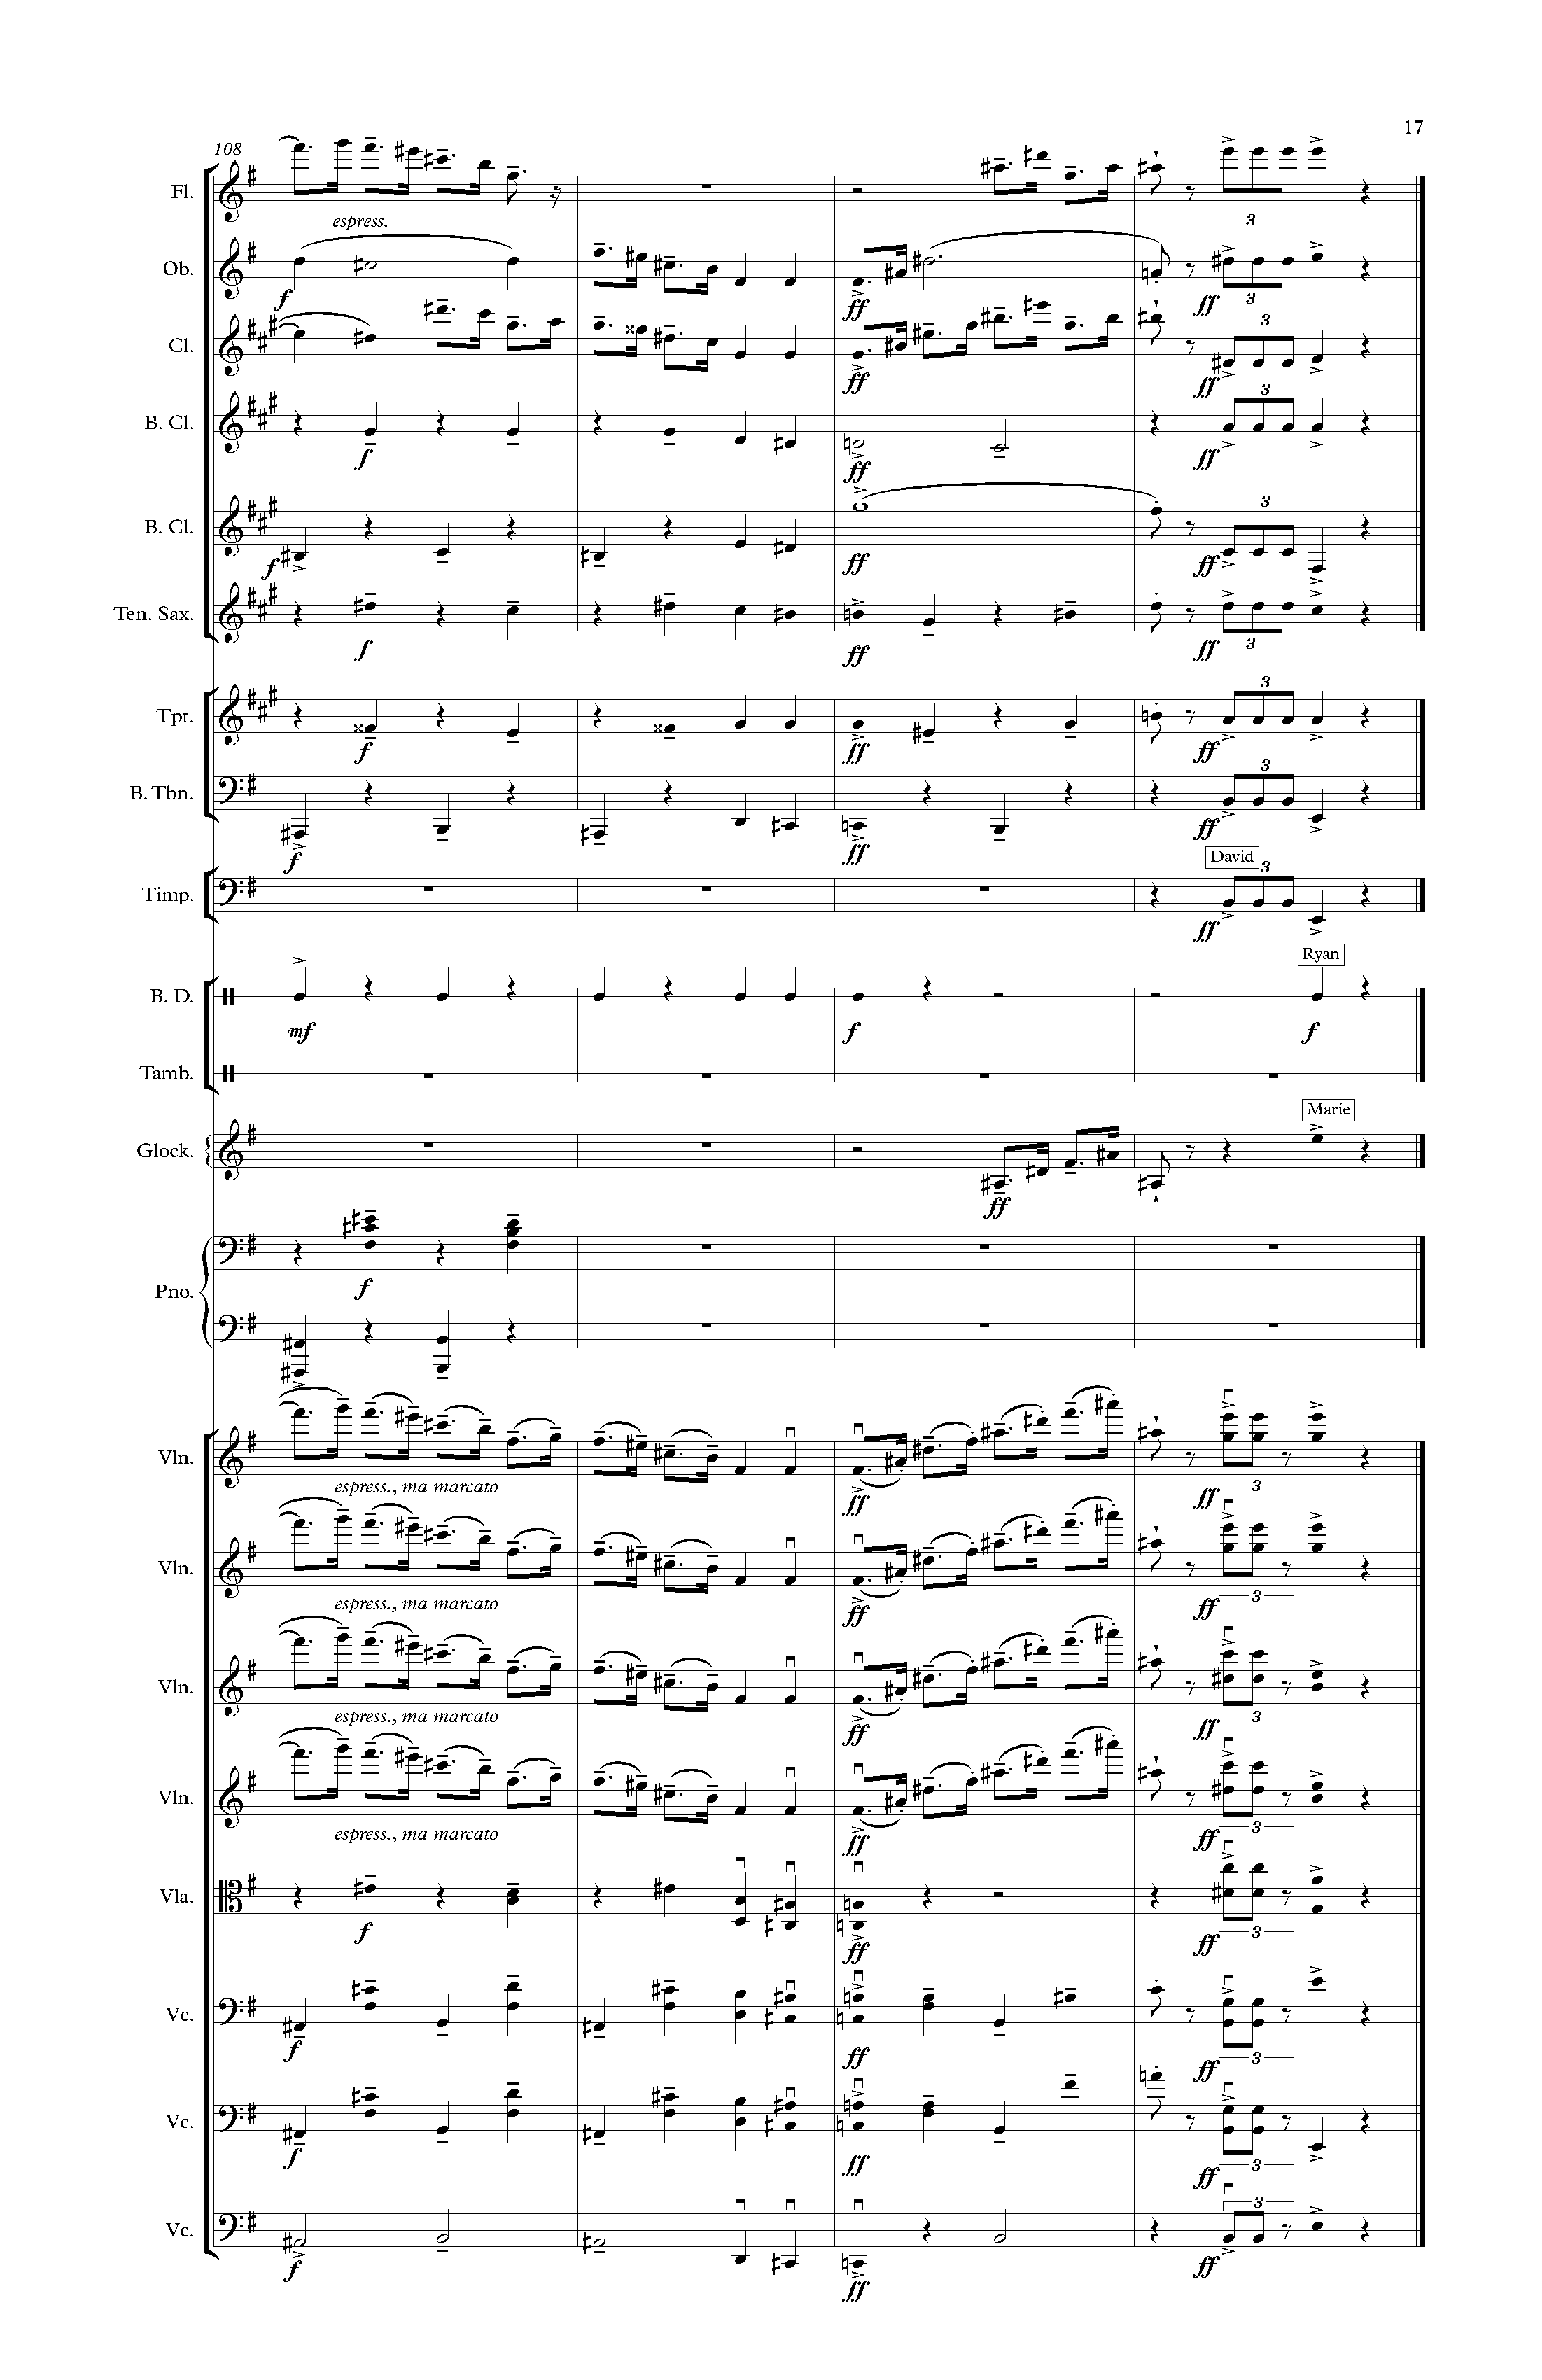 17
108
Fl.
espress.
Ob.
f
ff
ff
3
3
Cl.
ff
ff
3
B. Cl.
f
ff
ff
3
B. Cl.
f
ff
ff
3
Ten. Sax.
f
ff
ff
3
Tpt.
f
ff
ff
3
B. Tbn.
f
ff
ff
3
David
Timp.
ff
3
Ryan
B. D.
mf
f
f
Tamb.
Marie
Glock.
ff
Pno.
f
Vln.
espress., ma marcato
ff
ff
3
Vln.
espress., ma marcato
ff
ff
3
Vln.
espress., ma marcato
ff
ff
3
Vln.
espress., ma marcato
ff
ff
3
Vla.
f
ff
ff
3
Vc.
f
ff
ff
3
Vc.
f
ff
ff
3
Vc.
f
ff
ff
3